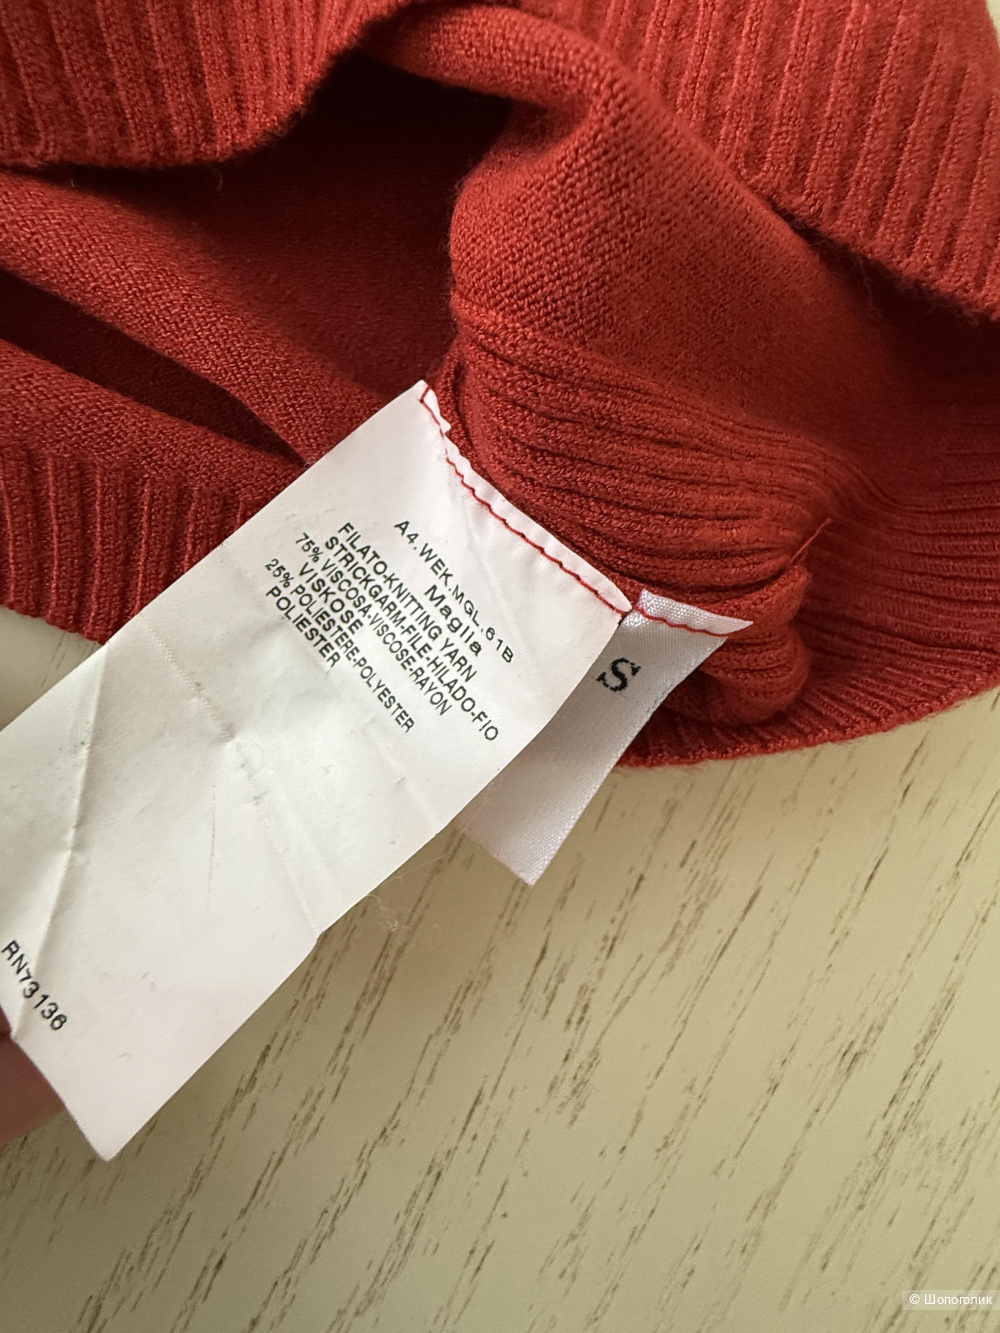 A4.WEK.MGL.61B
Maglia
FILATO-KNITTING YARN
STRICKGARM-FILE-HILADO-FIO
75% VISCOSA-VISCOSE-RAYON
VISKOSE
25% POLIESTERE-POLYESTER
POLIESTER
S
RN73136
© Шопоголик